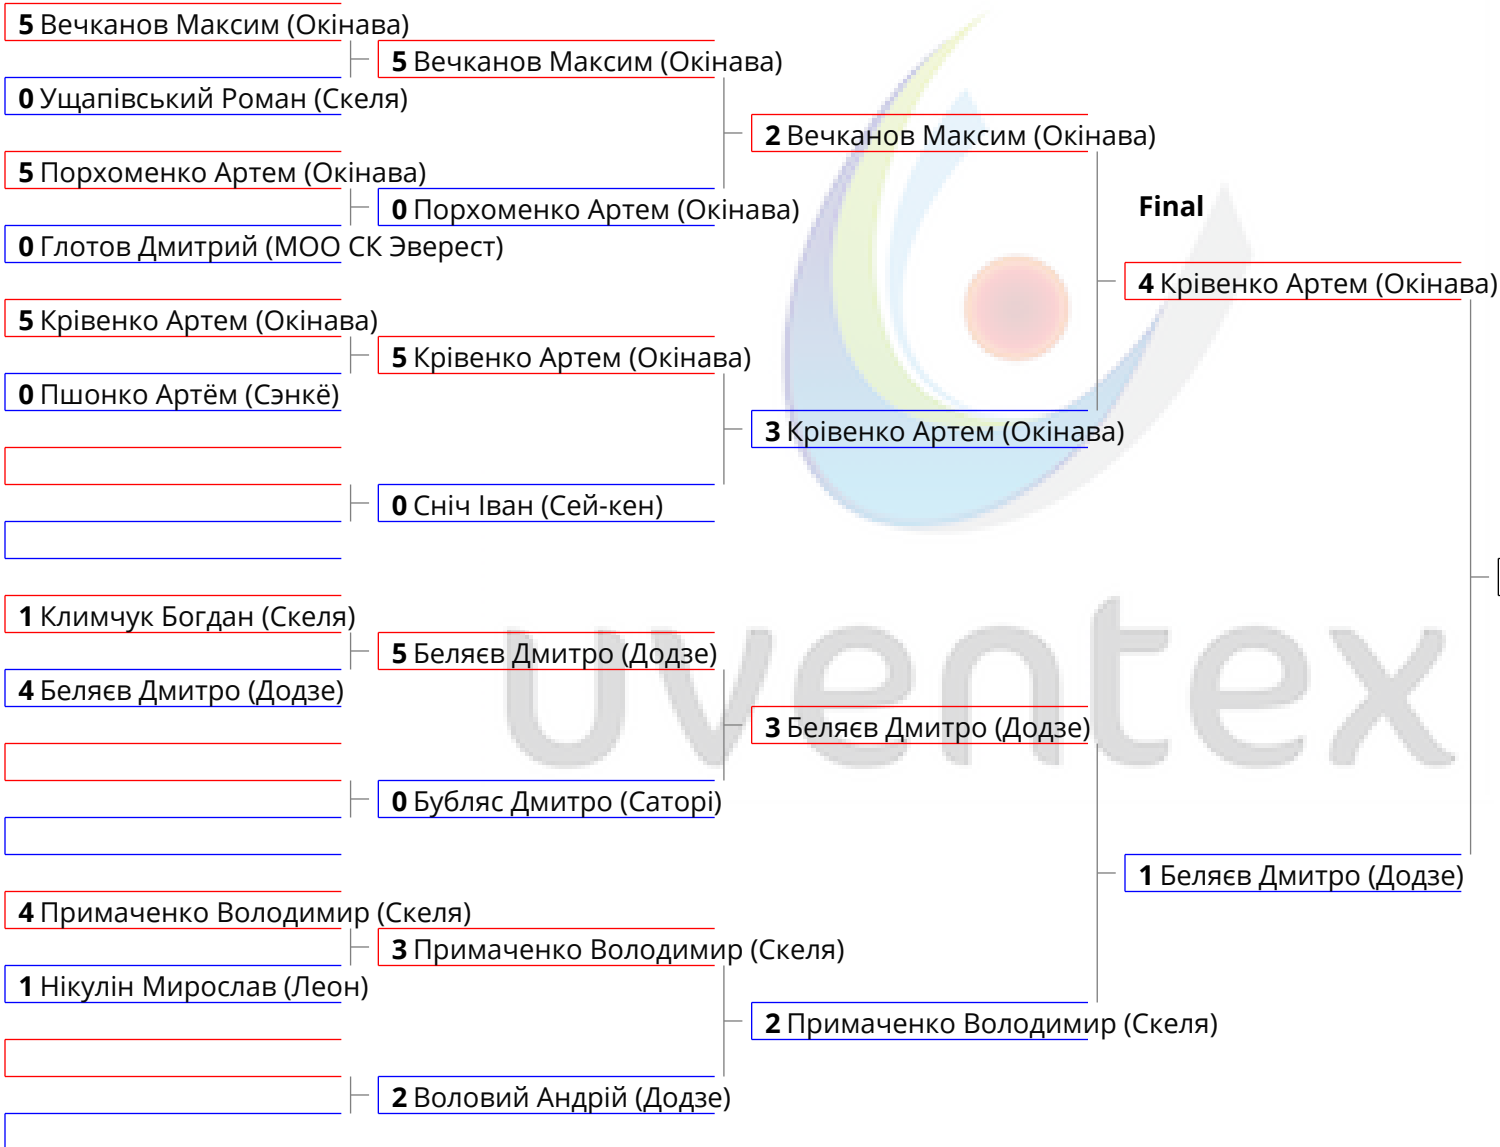 5 Вечканов Максим (Окінава)
0 Ущапівський Роман (Скеля)
5 Порхоменко Артем (Окінава)
0 Глотов Дмитрий (МОО СК Эверест)
5 Крівенко Артем (Окінава)
0 Пшонко Артём (Сэнкё)
1 Климчук Богдан (Скеля)
4 Беляєв Дмитро (Додзе)
4 Примаченко Володимир (Скеля)
1 Нікулін Мирослав (Леон)
5 Вечканов Максим (Окінава)
0 Порхоменко Артем (Окінава)
5 Крівенко Артем (Окінава)
0 Сніч Іван (Сей-кен)
5 Беляєв Дмитро (Додзе)
0 Бубляс Дмитро (Саторі)
3 Примаченко Володимир (Скеля)
2 Воловий Андрій (Додзе)
2 Вечканов Максим (Окінава)
3 Крівенко Артем (Окінава)
3 Беляєв Дмитро (Додзе)
2 Примаченко Володимир (Скеля)
Final
4 Крівенко Артем (Окінава)
1 Беляєв Дмитро (Додзе)
uventex